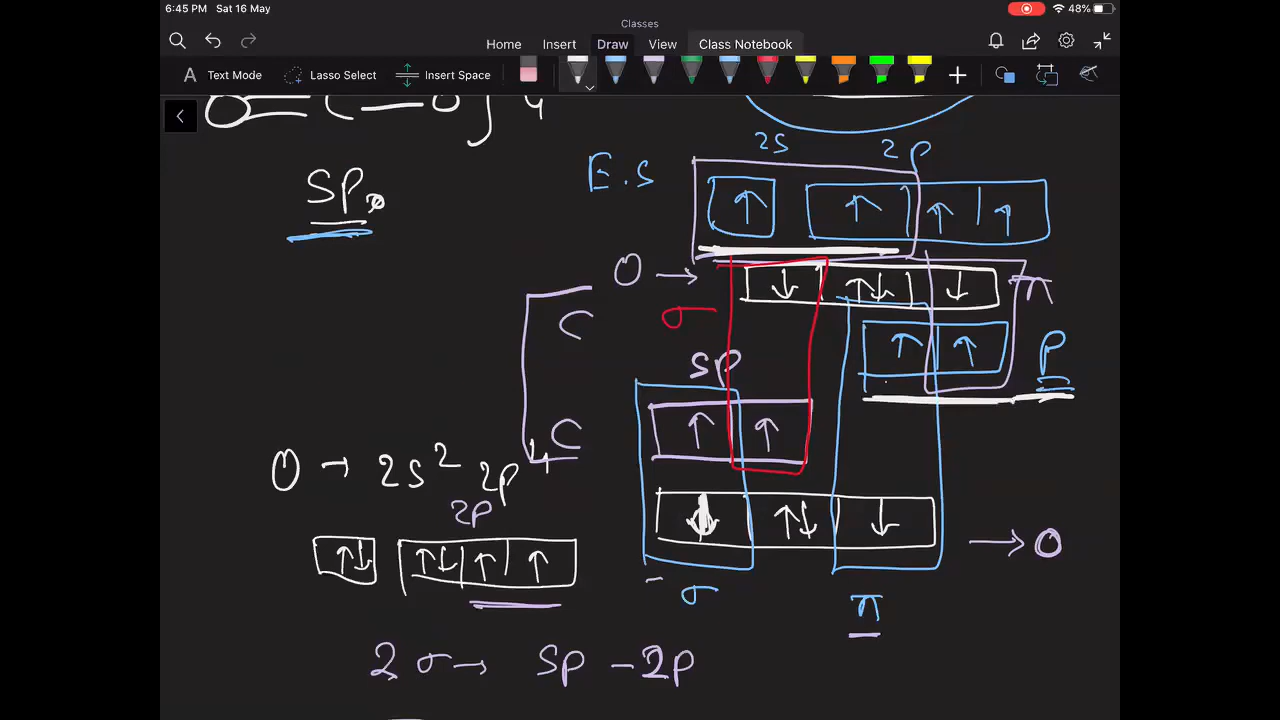 6:45 PM Sat 16 May
48%
Classes
Home Insert Draw View Class Notebook
Text Mode Lasso Select Insert Space
2s 2p
E.S ↑ ↑ ↑ ↑
SP
O → ↓ ↑↓ ↓ π
σ
C ↑ ↑ p
sp
C ↑ ↑
O → 2s² 2p⁴
↓ ↑↓ ↓ → O
2p
↑↓ ↑↓ ↑ ↑
σ π
2 σ → sp - 2p